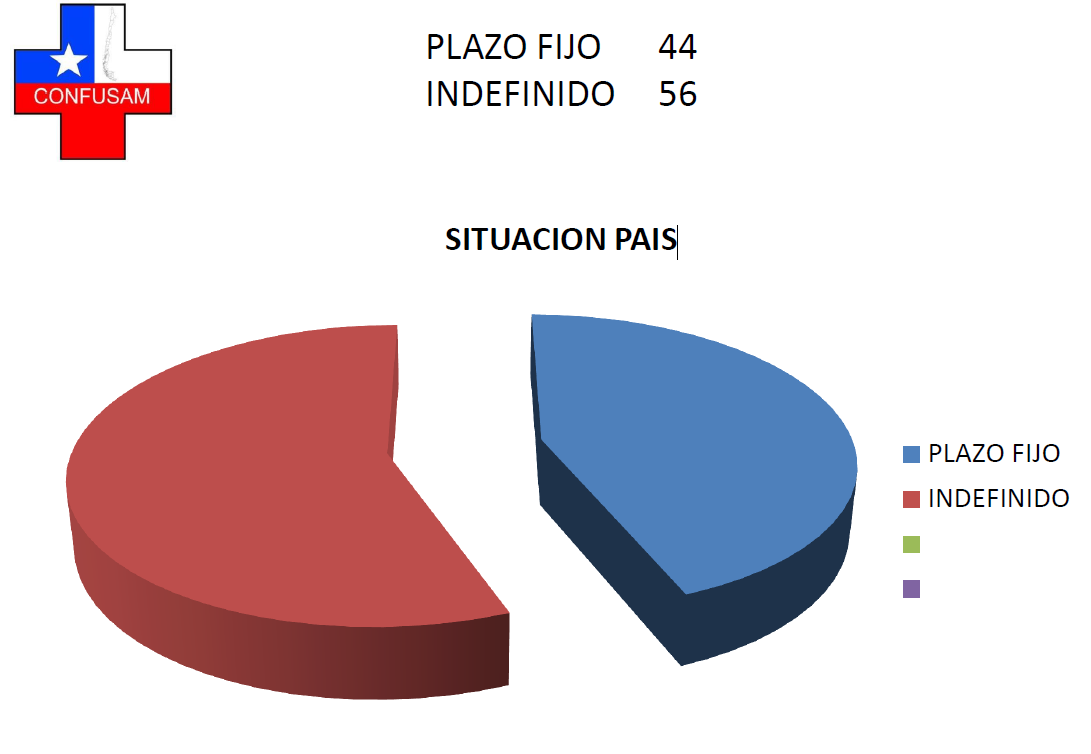 CONFUSAM
PLAZO FIJO 44
INDEFINIDO 56
SITUACION PAIS
PLAZO FIJO
INDEFINIDO